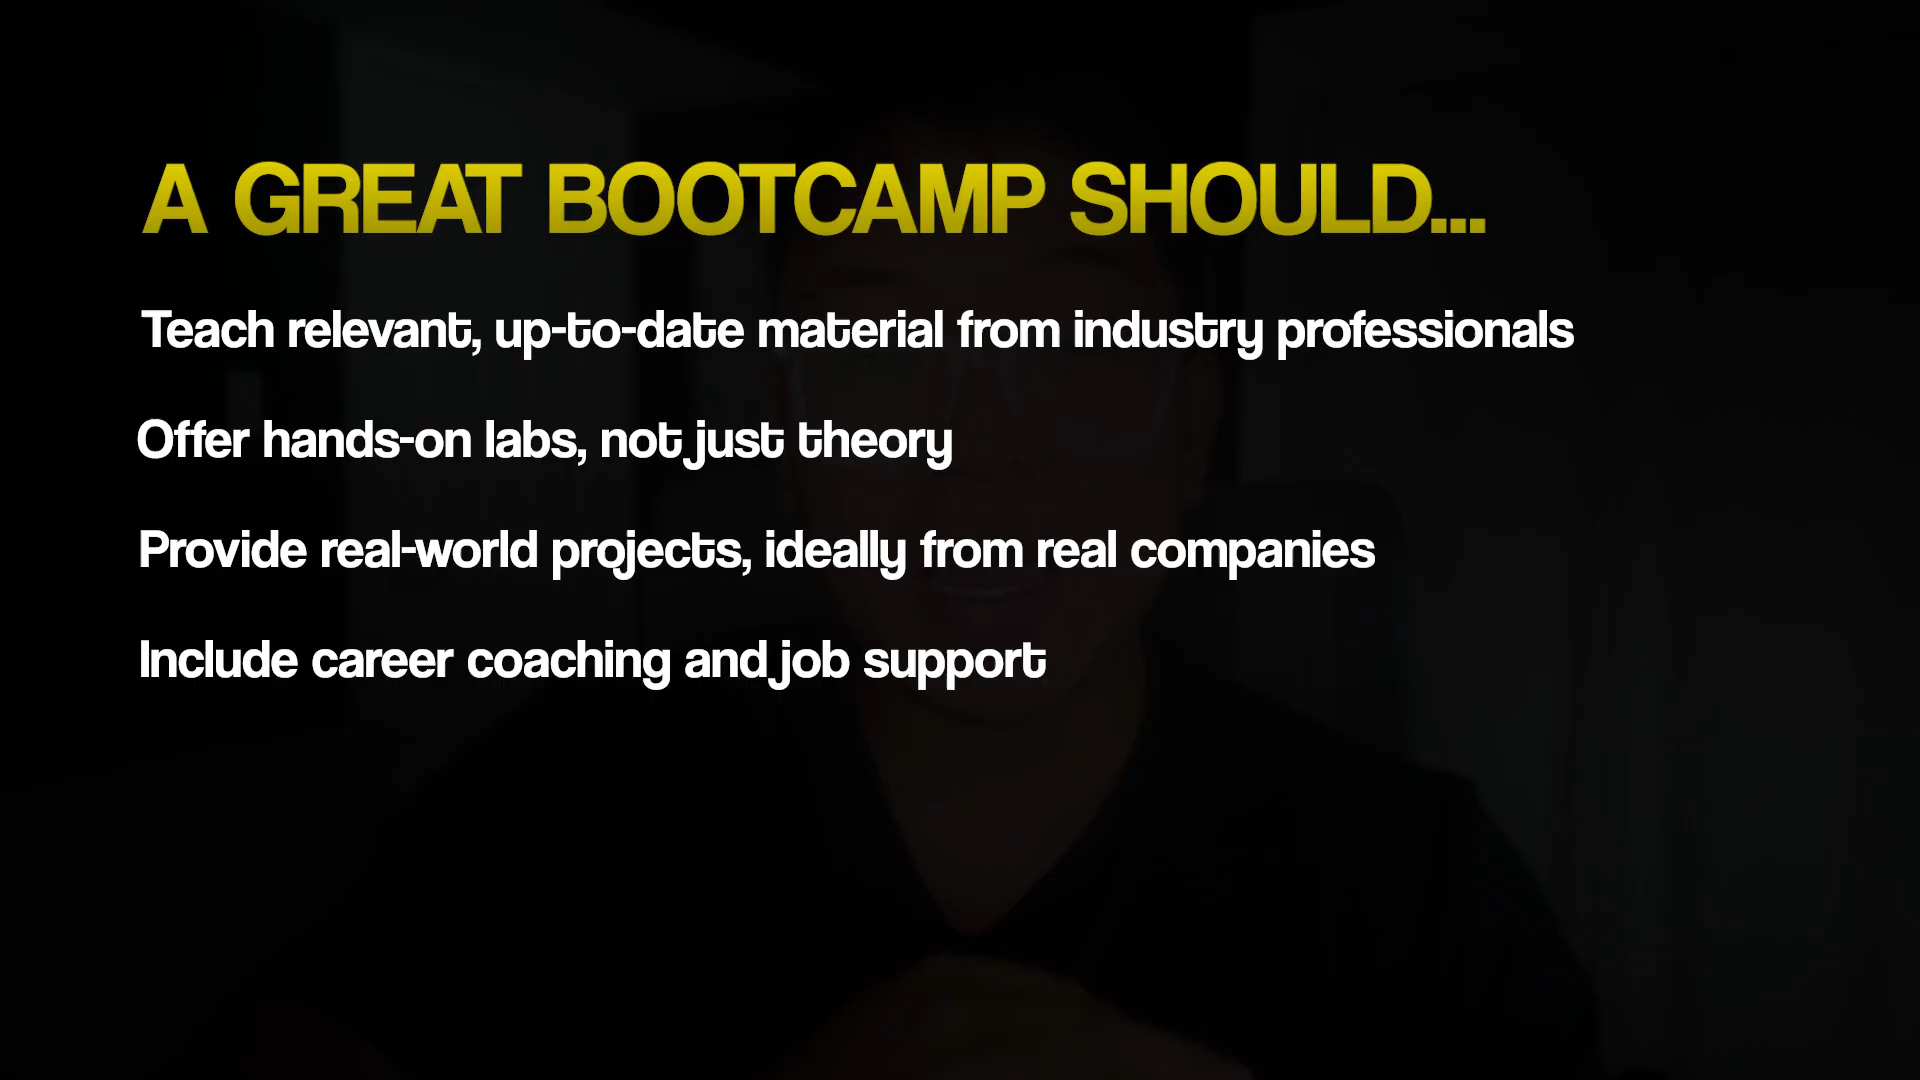 A GREAT BOOTCAMP SHOULD...
Teach relevant, up-to-date material from industry professionals
Offer hands-on labs, not just theory
Provide real-world projects, ideally from real companies
Include career coaching and job support